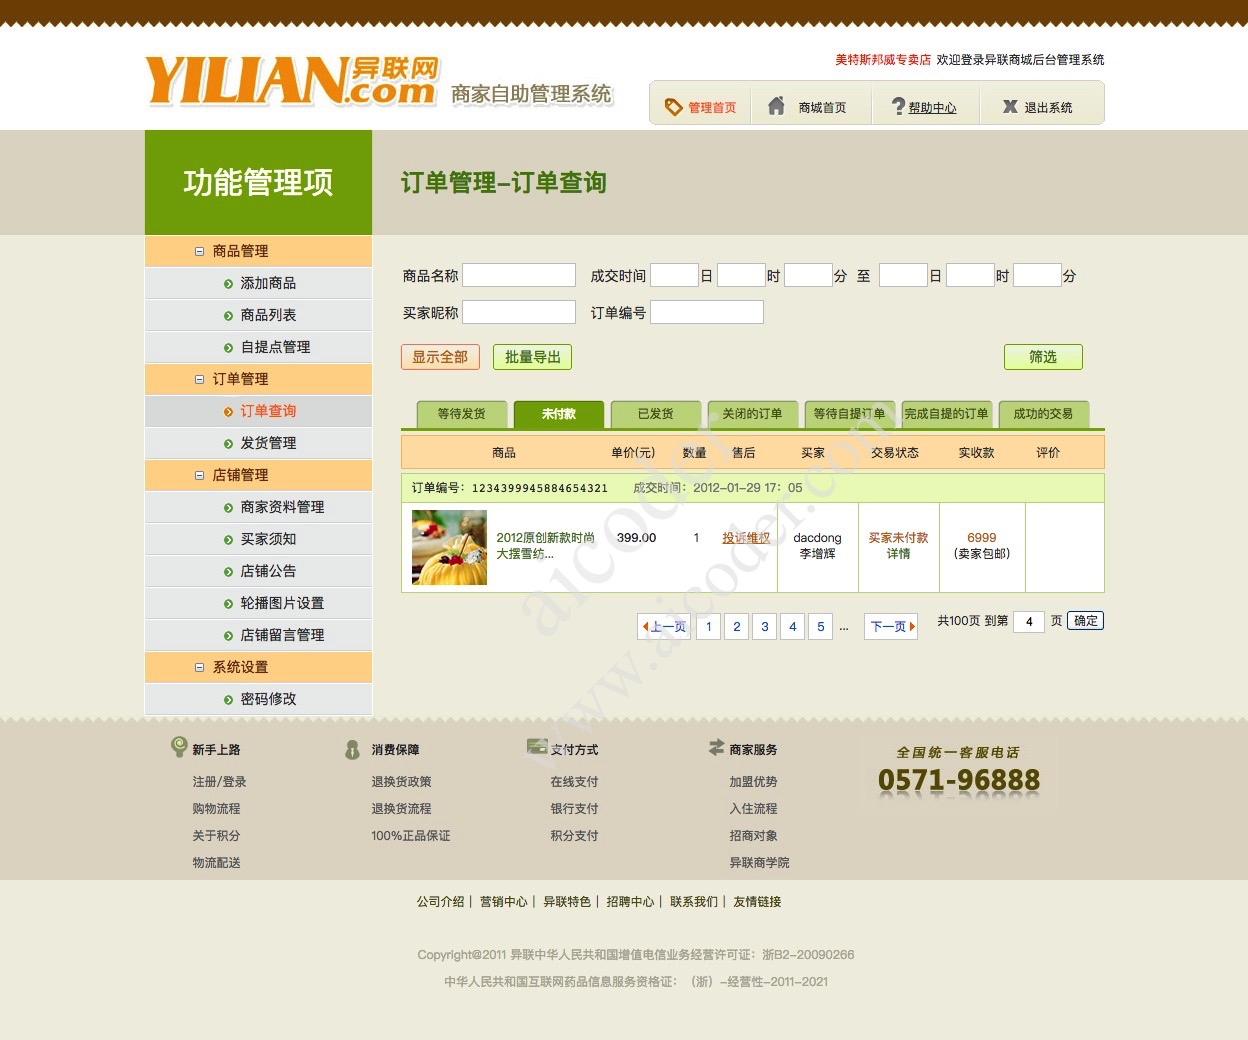 美特斯邦威专卖店 欢迎登录异联商城后台管理系统
YILIAN异联网.com 商家自助管理系统
管理首页 商城首页 ?帮助中心 退出系统
功能管理项
订单管理-订单查询
商品管理
添加商品
商品列表
自提点管理
订单管理
订单查询
发货管理
店铺管理
商家资料管理
买家须知
店铺公告
轮播图片设置
店铺留言管理
系统设置
密码修改
商品名称 成交时间 日 时 分 至 日 时 分
买家昵称 订单编号
显示全部 批量导出 筛选
等待发货 未付款 已发货 关闭的订单 等待自提订单 完成自提的订单 成功的交易
商品 单价(元) 数量 售后 买家 交易状态 实收款 评价
订单编号：1234399945884654321 成交时间：2012-01-29 17：05
2012原创新款时尚 399.00 1 投诉维权 dacdong 买家未付款 6999
大摆雪纺... 李增辉 详情 (卖家包邮)
上一页 1 2 3 4 5 ... 下一页 共100页 到第 4 页 确定
aicoder
www.aicoder.com
新手上路
注册/登录
购物流程
关于积分
物流配送
消费保障
退换货政策
退换货流程
100%正品保证
支付方式
在线支付
银行支付
积分支付
商家服务
加盟优势
入住流程
招商对象
异联商学院
全国统一客服电话
0571-96888
公司介绍 | 营销中心 | 异联特色 | 招聘中心 | 联系我们 | 友情链接
Copyright@2011 异联中华人民共和国增值电信业务经营许可证：浙B2-20090266
中华人民共和国互联网药品信息服务资格证：（浙）-经营性-2011-2021